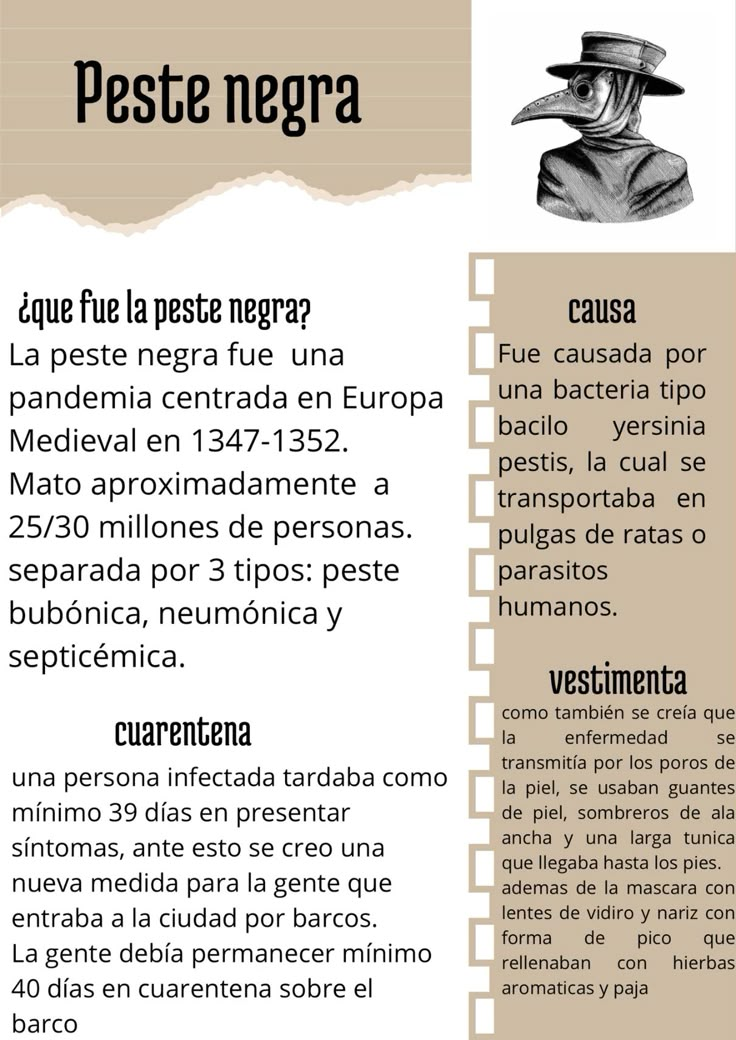 Peste negra
¿que fue la peste negra?
La peste negra fue una
pandemia centrada en Europa
Medieval en 1347-1352.
Mato aproximadamente a
25/30 millones de personas.
separada por 3 tipos: peste
bubónica, neumónica y
septicémica.
cuarentena
una persona infectada tardaba como
mínimo 39 días en presentar
síntomas, ante esto se creo una
nueva medida para la gente que
entraba a la ciudad por barcos.
La gente debía permanecer mínimo
40 días en cuarentena sobre el
barco
causa
Fue causada por
una bacteria tipo
bacilo yersinia
pestis, la cual se
transportaba en
pulgas de ratas o
parasitos
humanos.
vestimenta
como también se creía que
la enfermedad se
transmitía por los poros de
la piel, se usaban guantes
de piel, sombreros de ala
ancha y una larga tunica
que llegaba hasta los pies.
ademas de la mascara con
lentes de vidiro y nariz con
forma de pico que
rellenaban con hierbas
aromaticas y paja